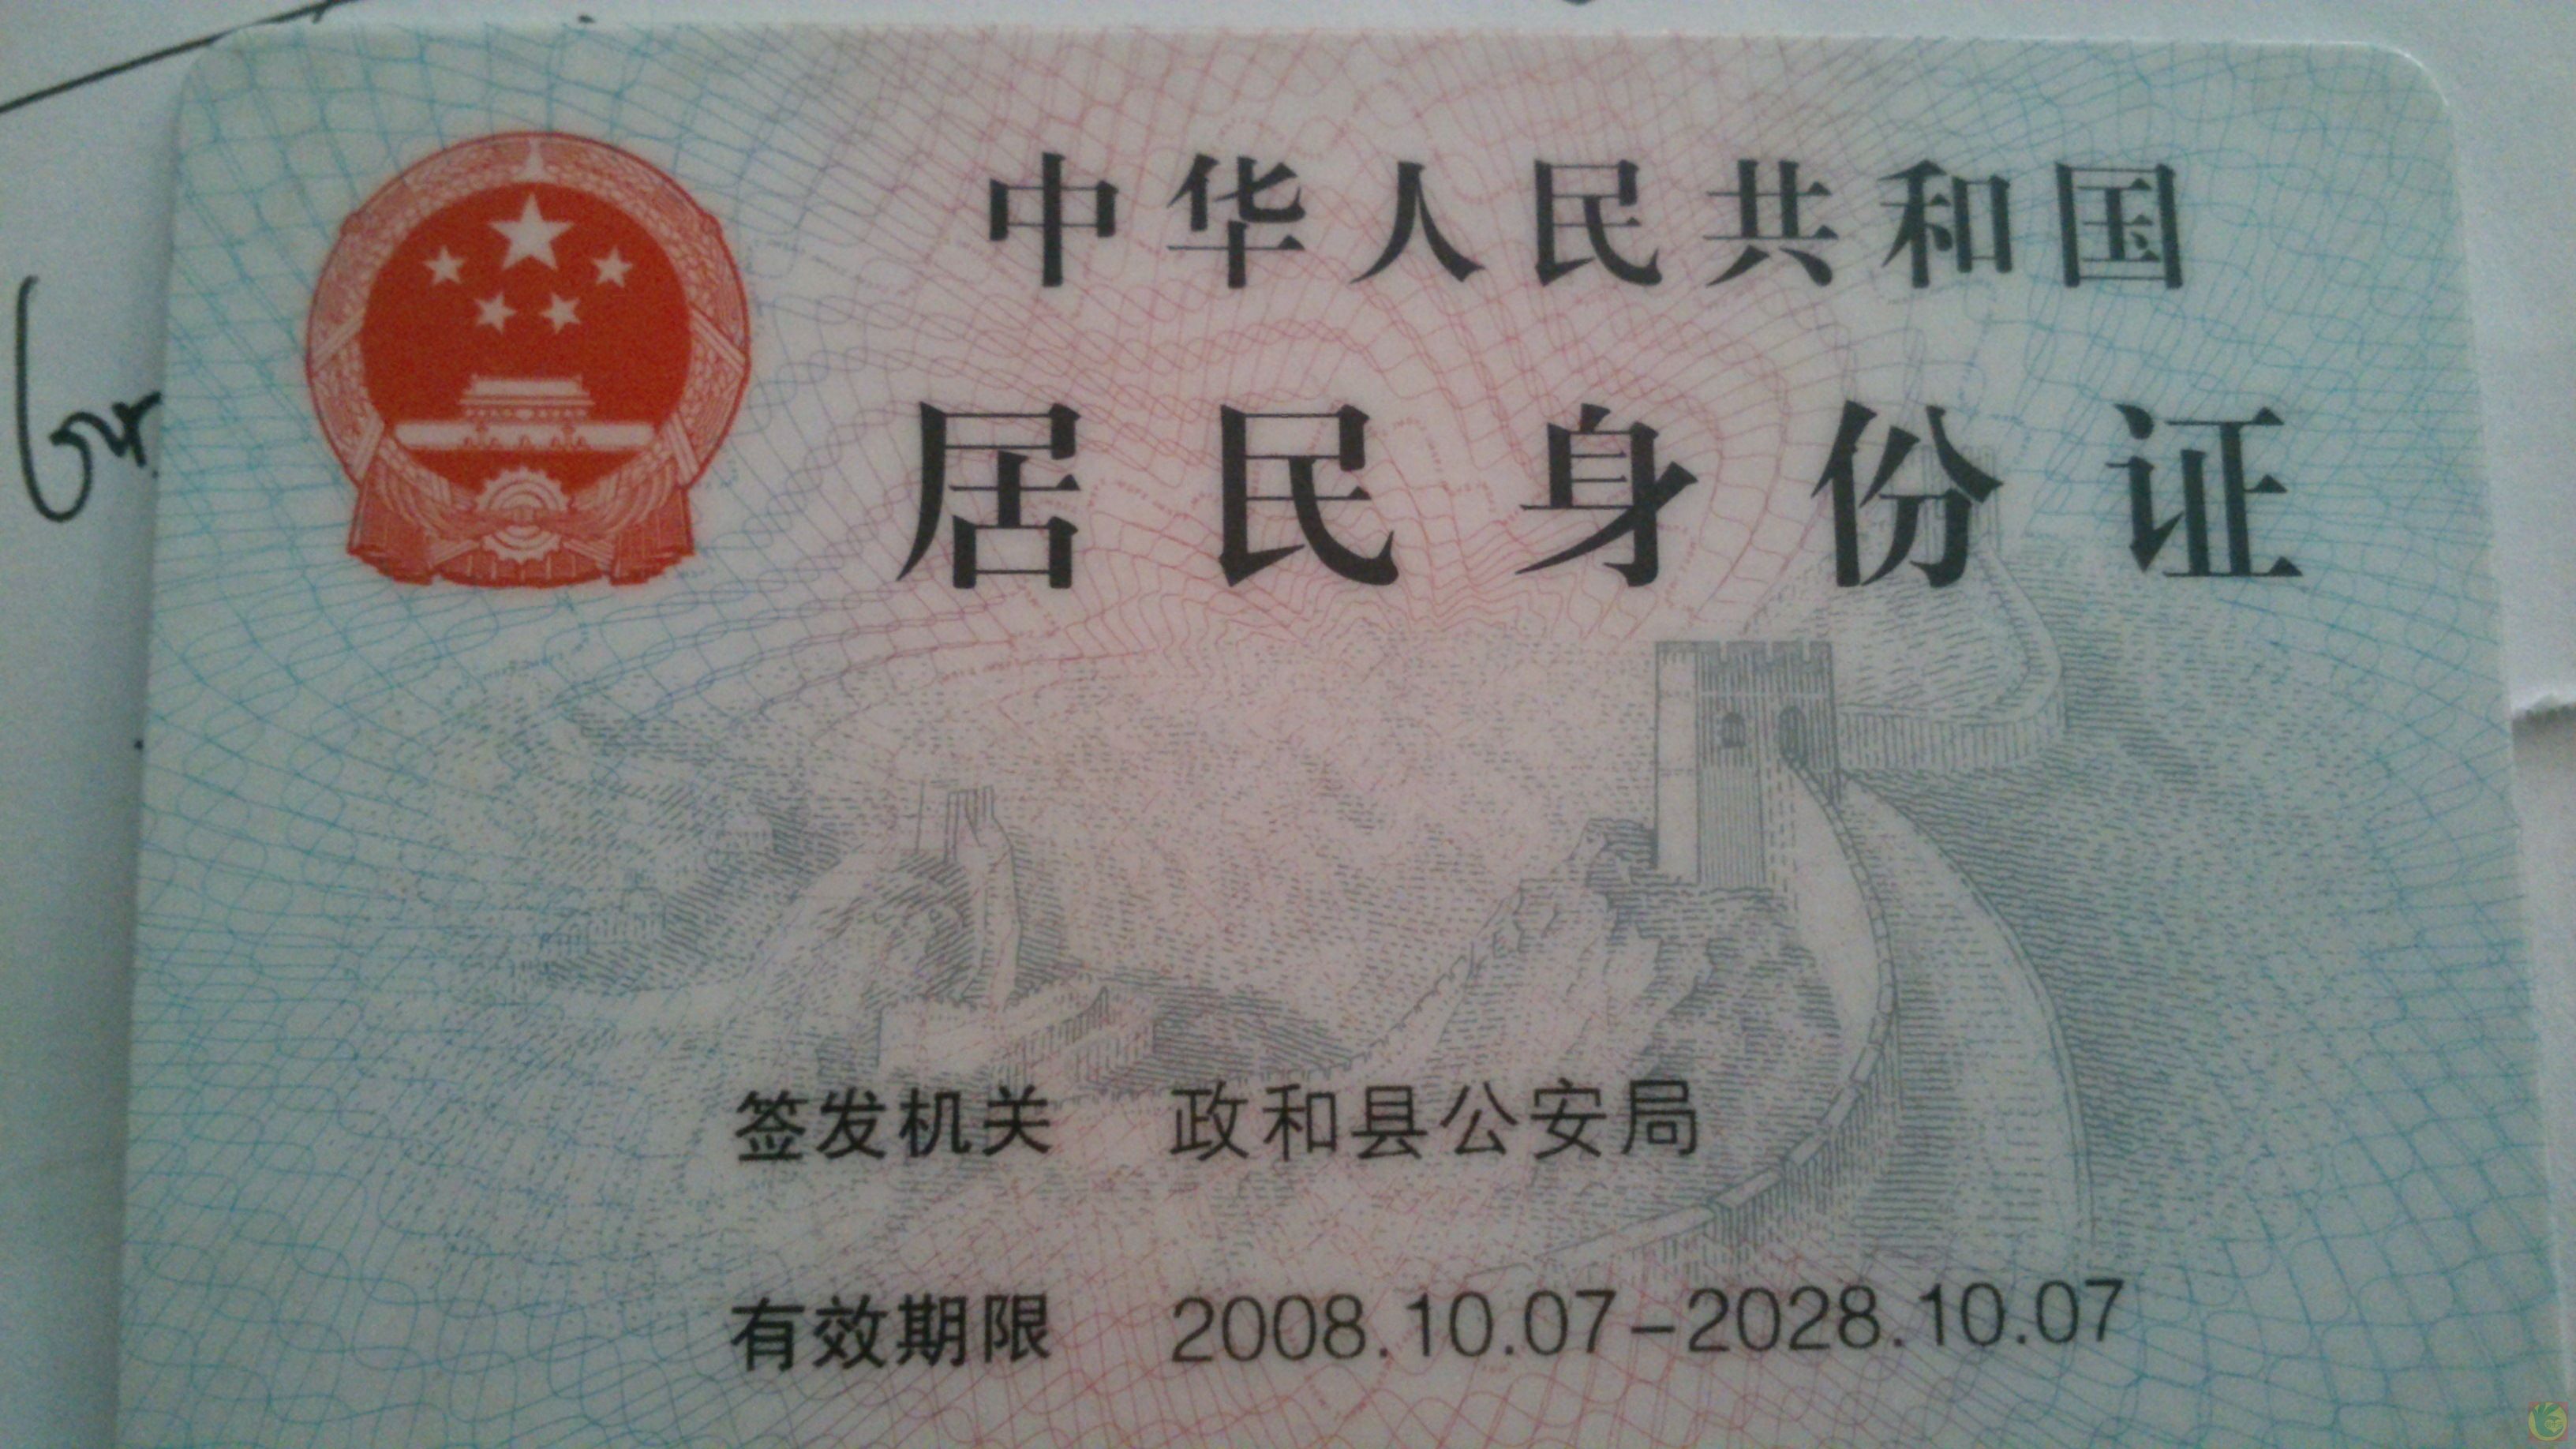 中华人民共和国
居民身份证
签发机关 政和县公安局
有效期限 2008.10.07-2028.10.07